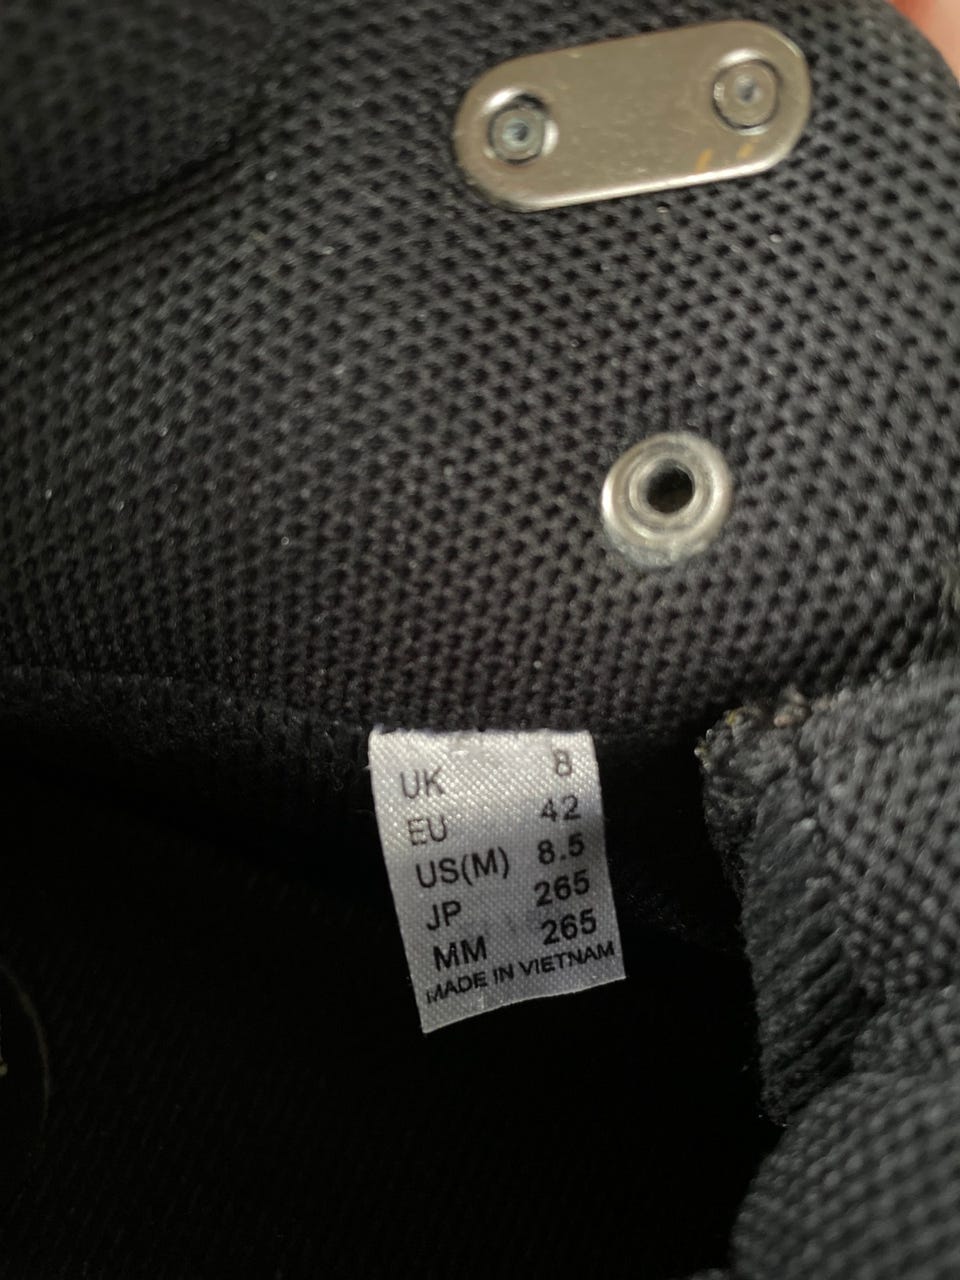 UK 8
EU 42
US(M) 8.5
JP 265
MM 265
MADE IN VIETNAM